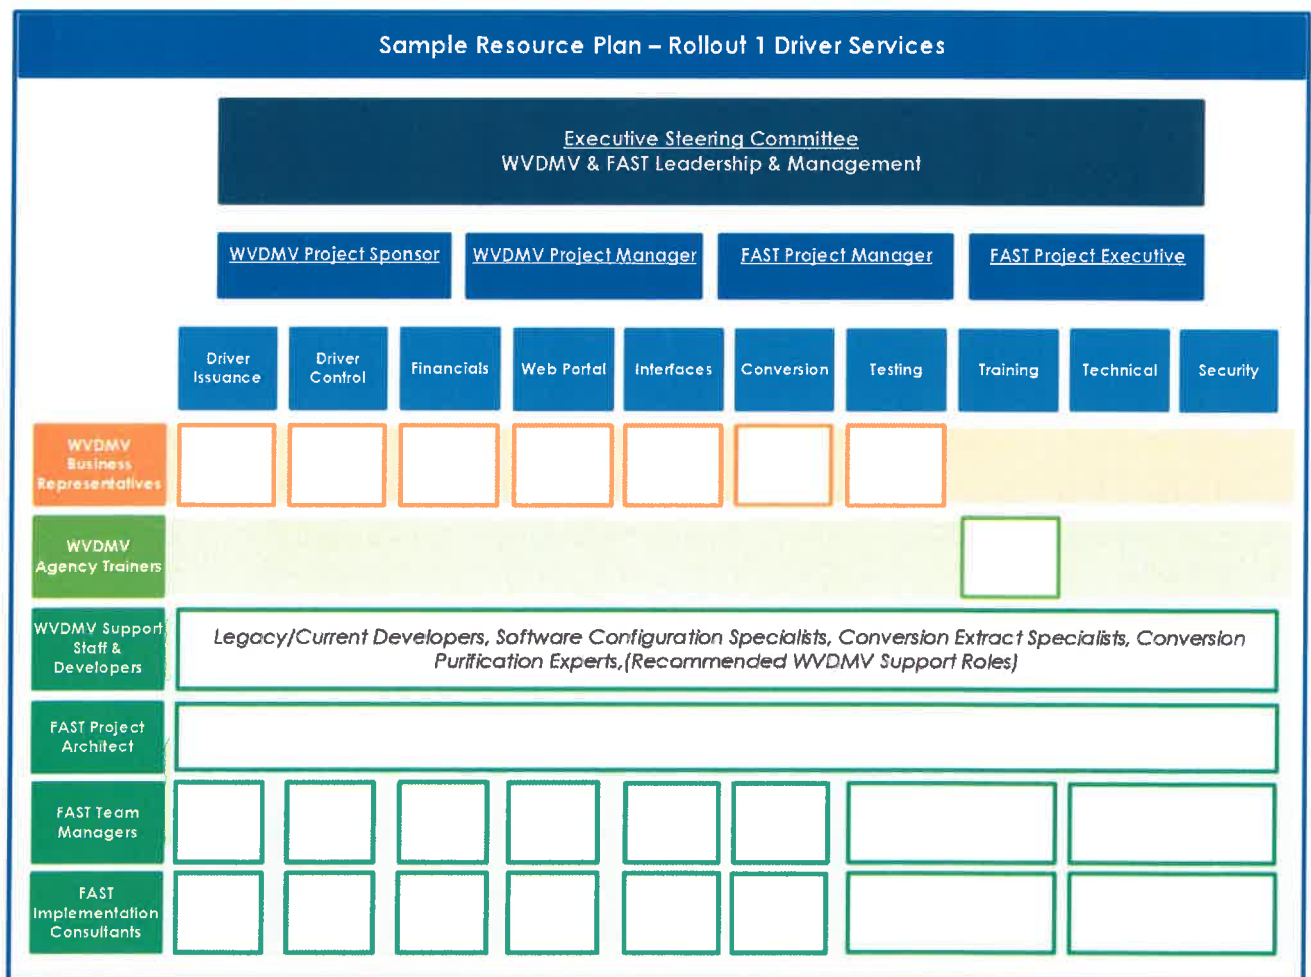 Sample Resource Plan – Rollout 1 Driver Services
Executive Steering Committee
WVDMV & FAST Leadership & Management
WVDMV Project Sponsor
WVDMV Project Manager
FAST Project Manager
FAST Project Executive
Driver
Issuance
Driver
Control
Financials
Web Portal
Interfaces
Conversion
Testing
Training
Technical
Security
WVDMV
Business
Representatives
WVDMV
Agency Trainers
WVDMV Support
Staff &
Developers
Legacy/Current Developers, Software Configuration Specialists, Conversion Extract Specialists, Conversion
Purification Experts,(Recommended WVDMV Support Roles)
FAST Project
Architect
FAST Team
Managers
FAST
Implementation
Consultants